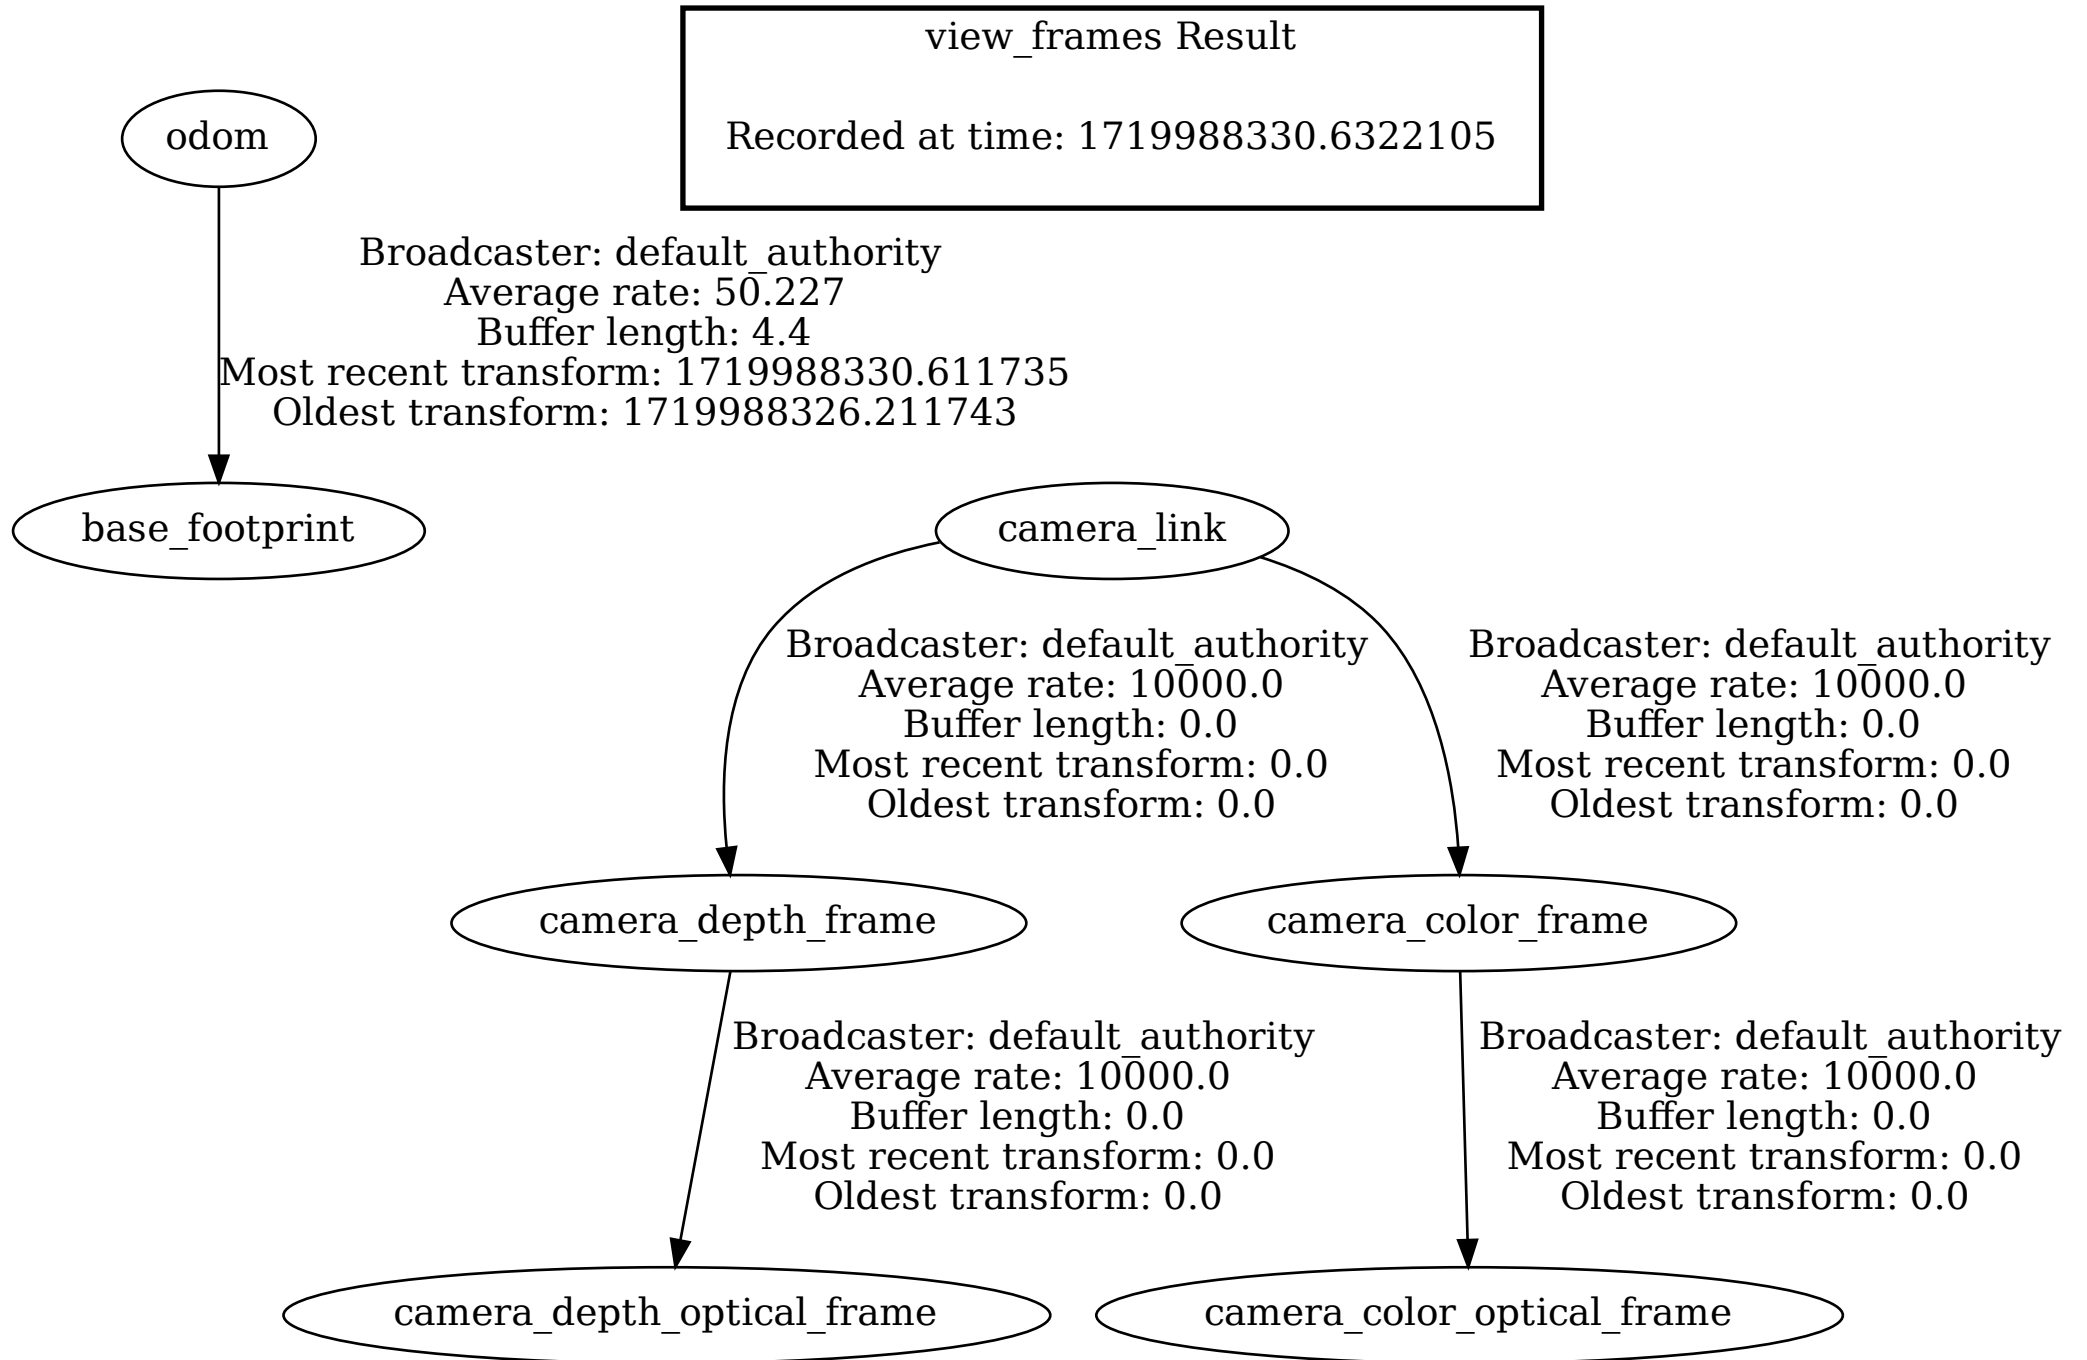 view_frames Result
Recorded at time: 1719988330.6322105
odom
Broadcaster: default_authority
Average rate: 50.227
Buffer length: 4.4
Most recent transform: 1719988330.611735
Oldest transform: 1719988326.211743
base_footprint
camera_link
Broadcaster: default_authority
Average rate: 10000.0
Buffer length: 0.0
Most recent transform: 0.0
Oldest transform: 0.0
Broadcaster: default_authority
Average rate: 10000.0
Buffer length: 0.0
Most recent transform: 0.0
Oldest transform: 0.0
camera_depth_frame
camera_color_frame
Broadcaster: default_authority
Average rate: 10000.0
Buffer length: 0.0
Most recent transform: 0.0
Oldest transform: 0.0
Broadcaster: default_authority
Average rate: 10000.0
Buffer length: 0.0
Most recent transform: 0.0
Oldest transform: 0.0
camera_depth_optical_frame
camera_color_optical_frame